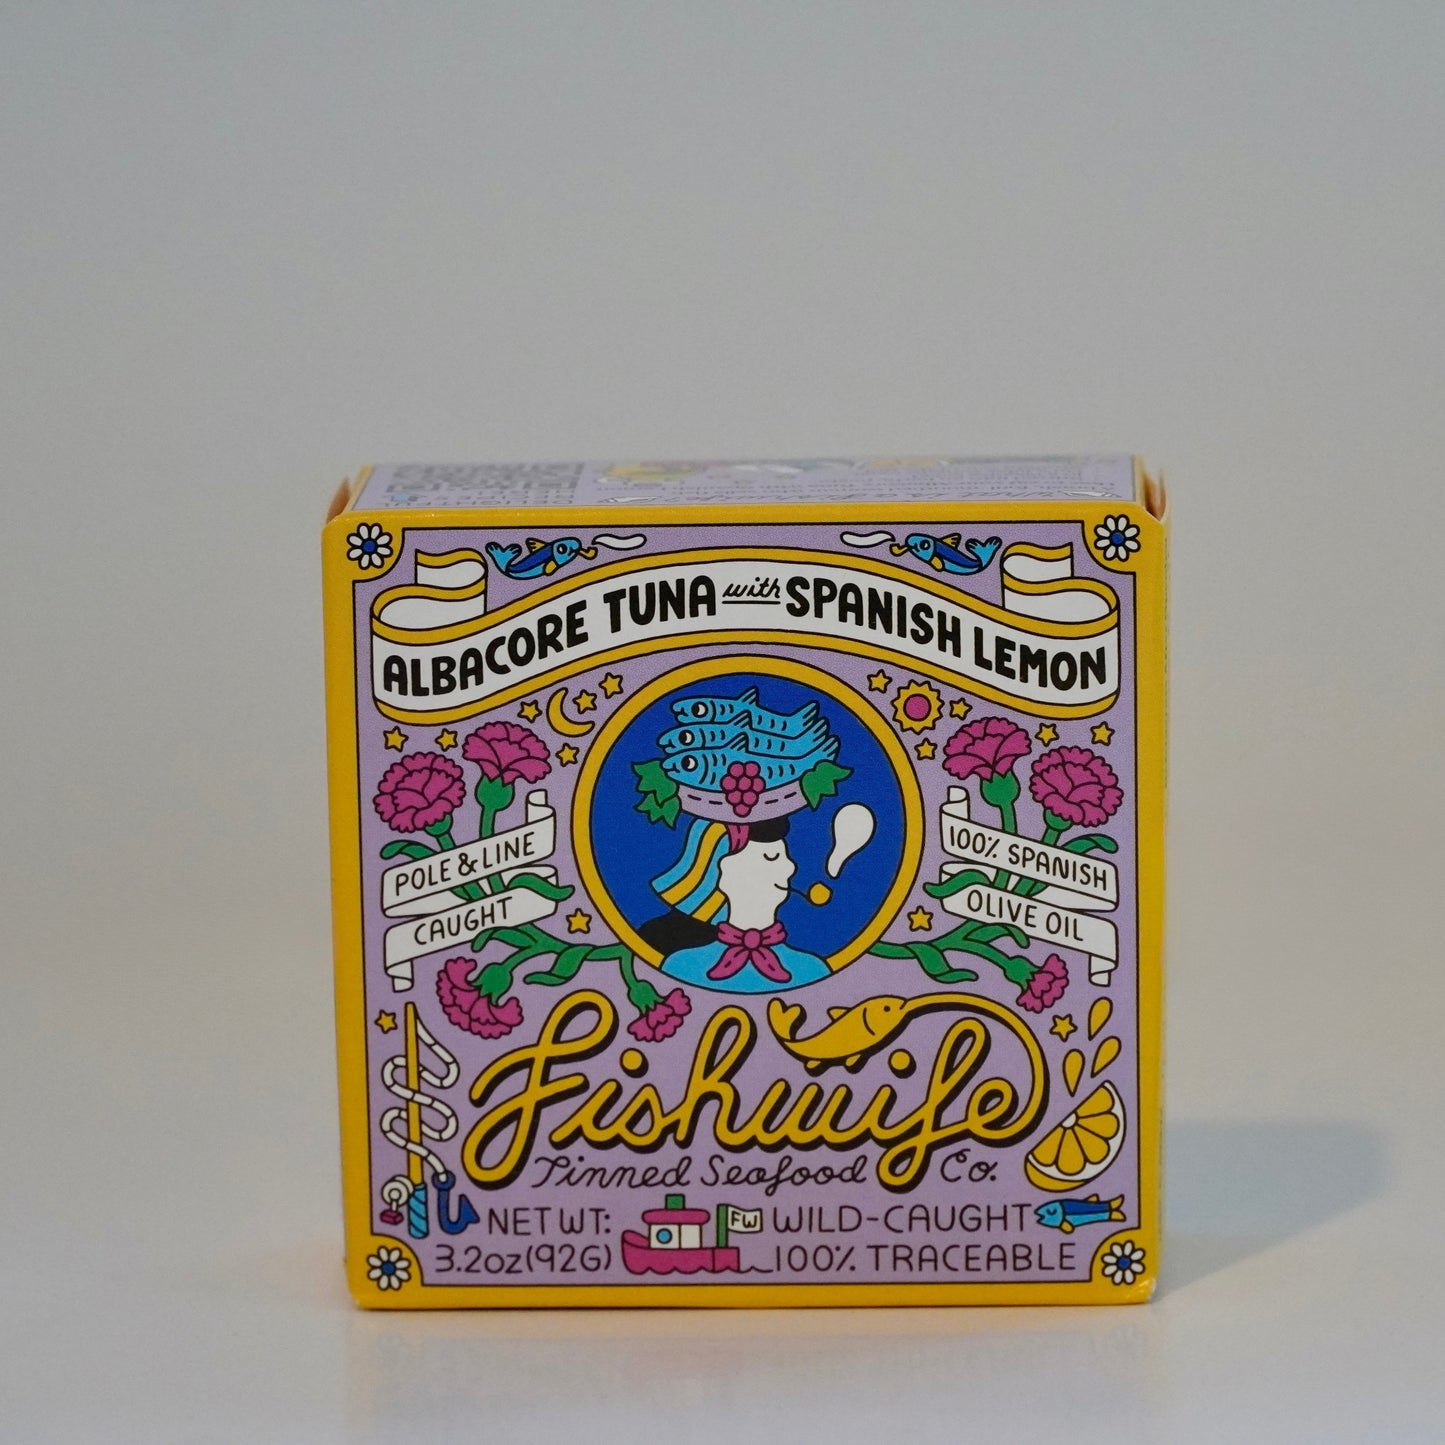 ALBACORE TUNA with SPANISH LEMON
POLE & LINE
CAUGHT
100% SPANISH
OLIVE OIL
Fishwife
Tinned Seafood Co.
NET WT:
3.2oz(92G)
FW
WILD-CAUGHT
100% TRACEABLE